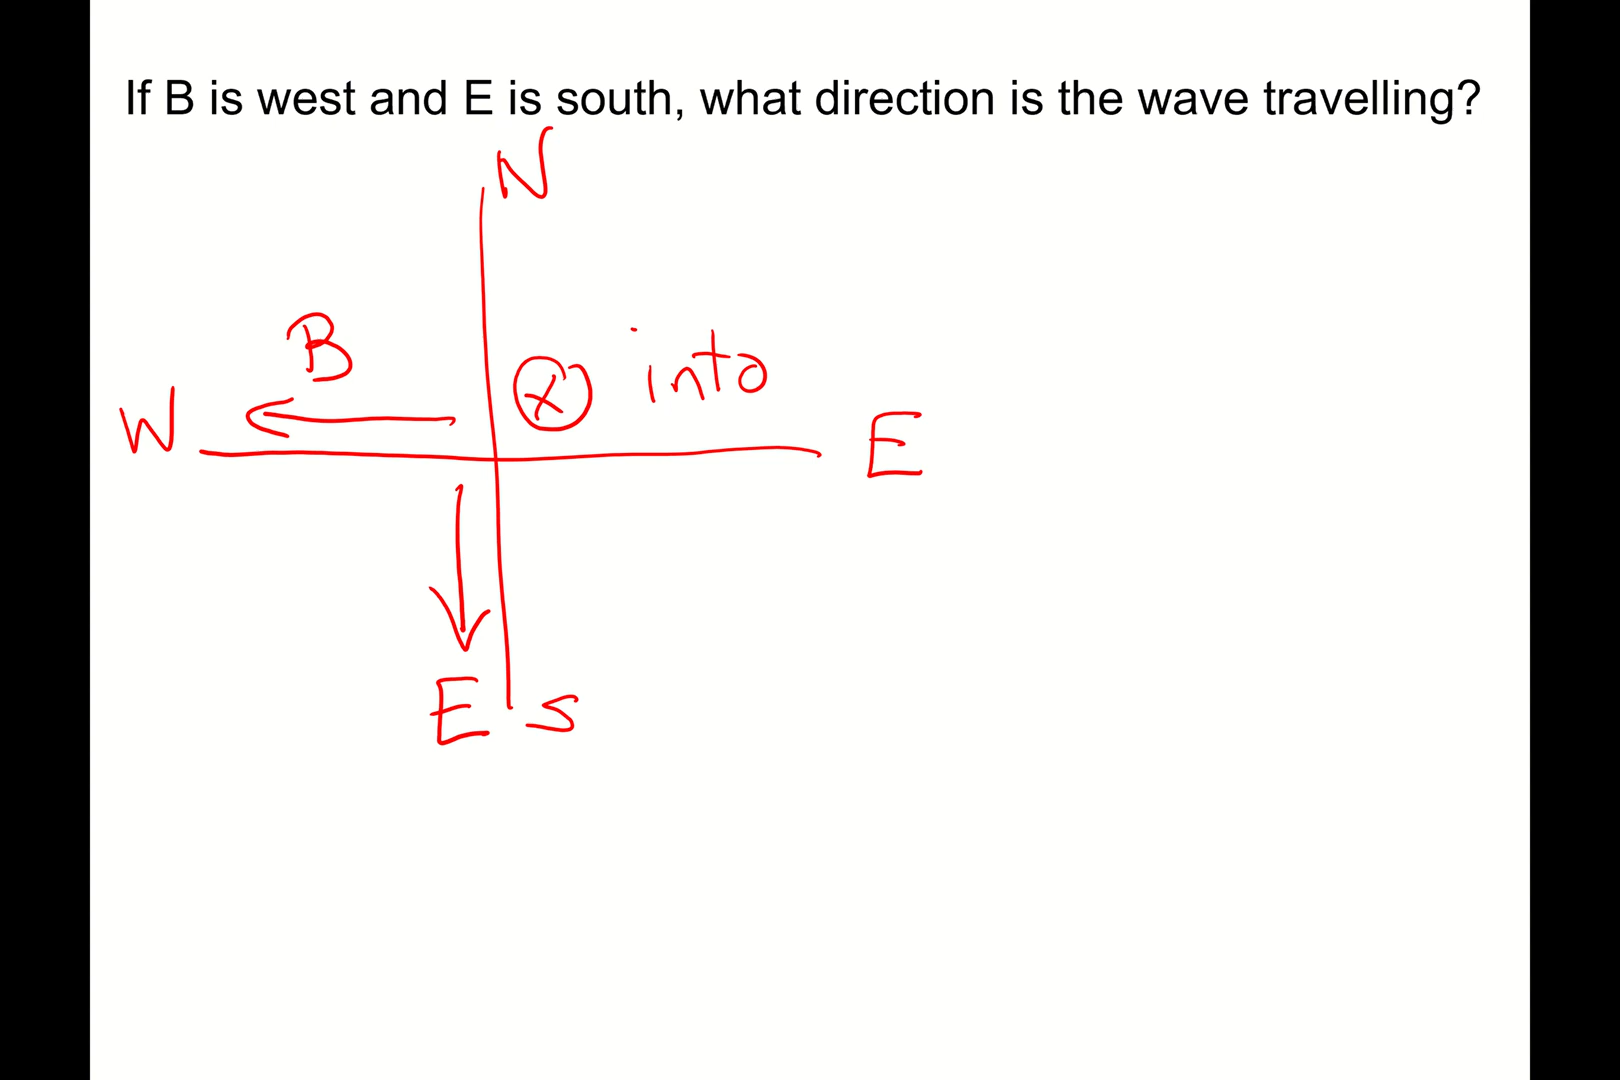 If B is west and E is south, what direction is the wave travelling?
N
B
W
into
E
E S